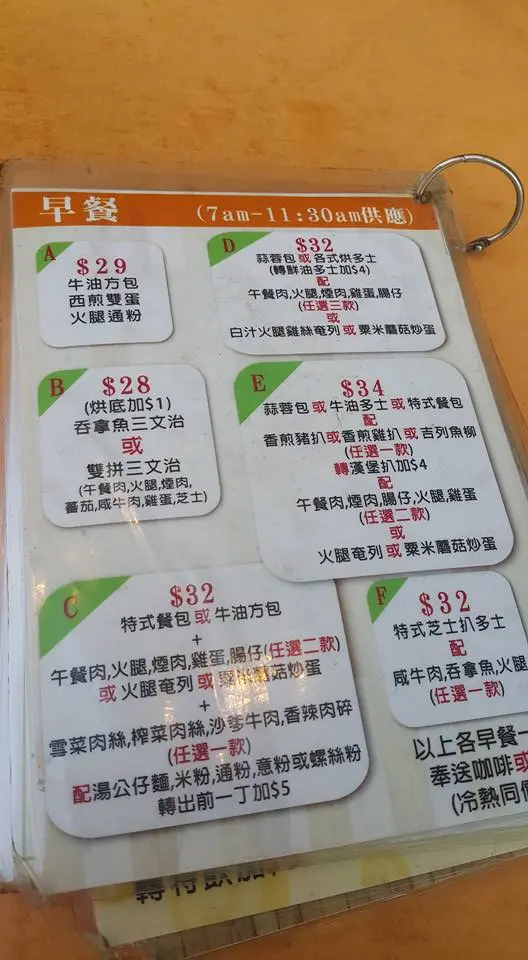 早餐 (7am-11:30am供應)
A
$29
牛油方包
西煎雙蛋
火腿通粉
B
$28
(烘底加$1)
吞拿魚三文治
或
雙拼三文治
(午餐肉,火腿,煙肉,
蕃茄,咸牛肉,雞蛋,芝士)
C
$32
特式餐包或牛油方包
+
午餐肉,火腿,煙肉,雞蛋,腸仔(任選二款)
或火腿奄列或粟米蘑菇炒蛋
+
雪菜肉絲,榨菜肉絲,沙爹牛肉,香辣肉碎
(任選一款)
配湯公仔麵,米粉,通粉,意粉或螺絲粉
轉出前一丁加$5
D
$32
蒜蓉包或各式烘多士
(轉鮮油多士加$4)
配
午餐肉,火腿,煙肉,雞蛋,腸仔
(任選三款)
或
白汁火腿雞絲奄列或粟米蘑菇炒蛋
E
$34
蒜蓉包或牛油多士或特式餐包
配
香煎豬扒或香煎雞扒或吉列魚柳
(任選一款)
轉漢堡扒加$4
配
午餐肉,煙肉,腸仔,火腿,雞蛋
(任選二款)
或
火腿奄列或粟米蘑菇炒蛋
F
$32
特式芝士扒多士
配
咸牛肉,吞拿魚,火腿
(任選一款)
以上各早餐
奉送咖啡或
(冷熱同價